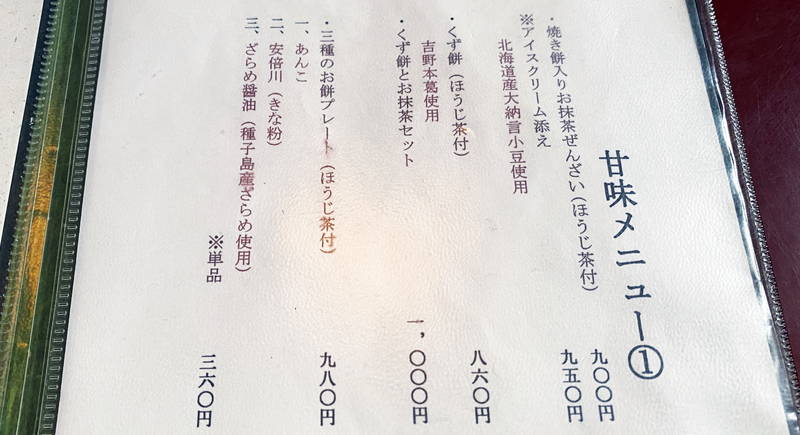 甘味メニュー①
・焼き餅入りお抹茶ぜんざい(ほうじ茶付) 九〇〇円
※アイスクリーム添え 九五〇円
北海道産大納言小豆使用
・くず餅(ほうじ茶付) 八六〇円
吉野本葛使用
・くず餅とお抹茶セット 一,〇〇〇円
・三種のお餅プレート(ほうじ茶付) 九八〇円
一、あんこ
二、安倍川(きな粉)
三、ざらめ醤油(種子島産ざらめ使用)
※単品 三六〇円